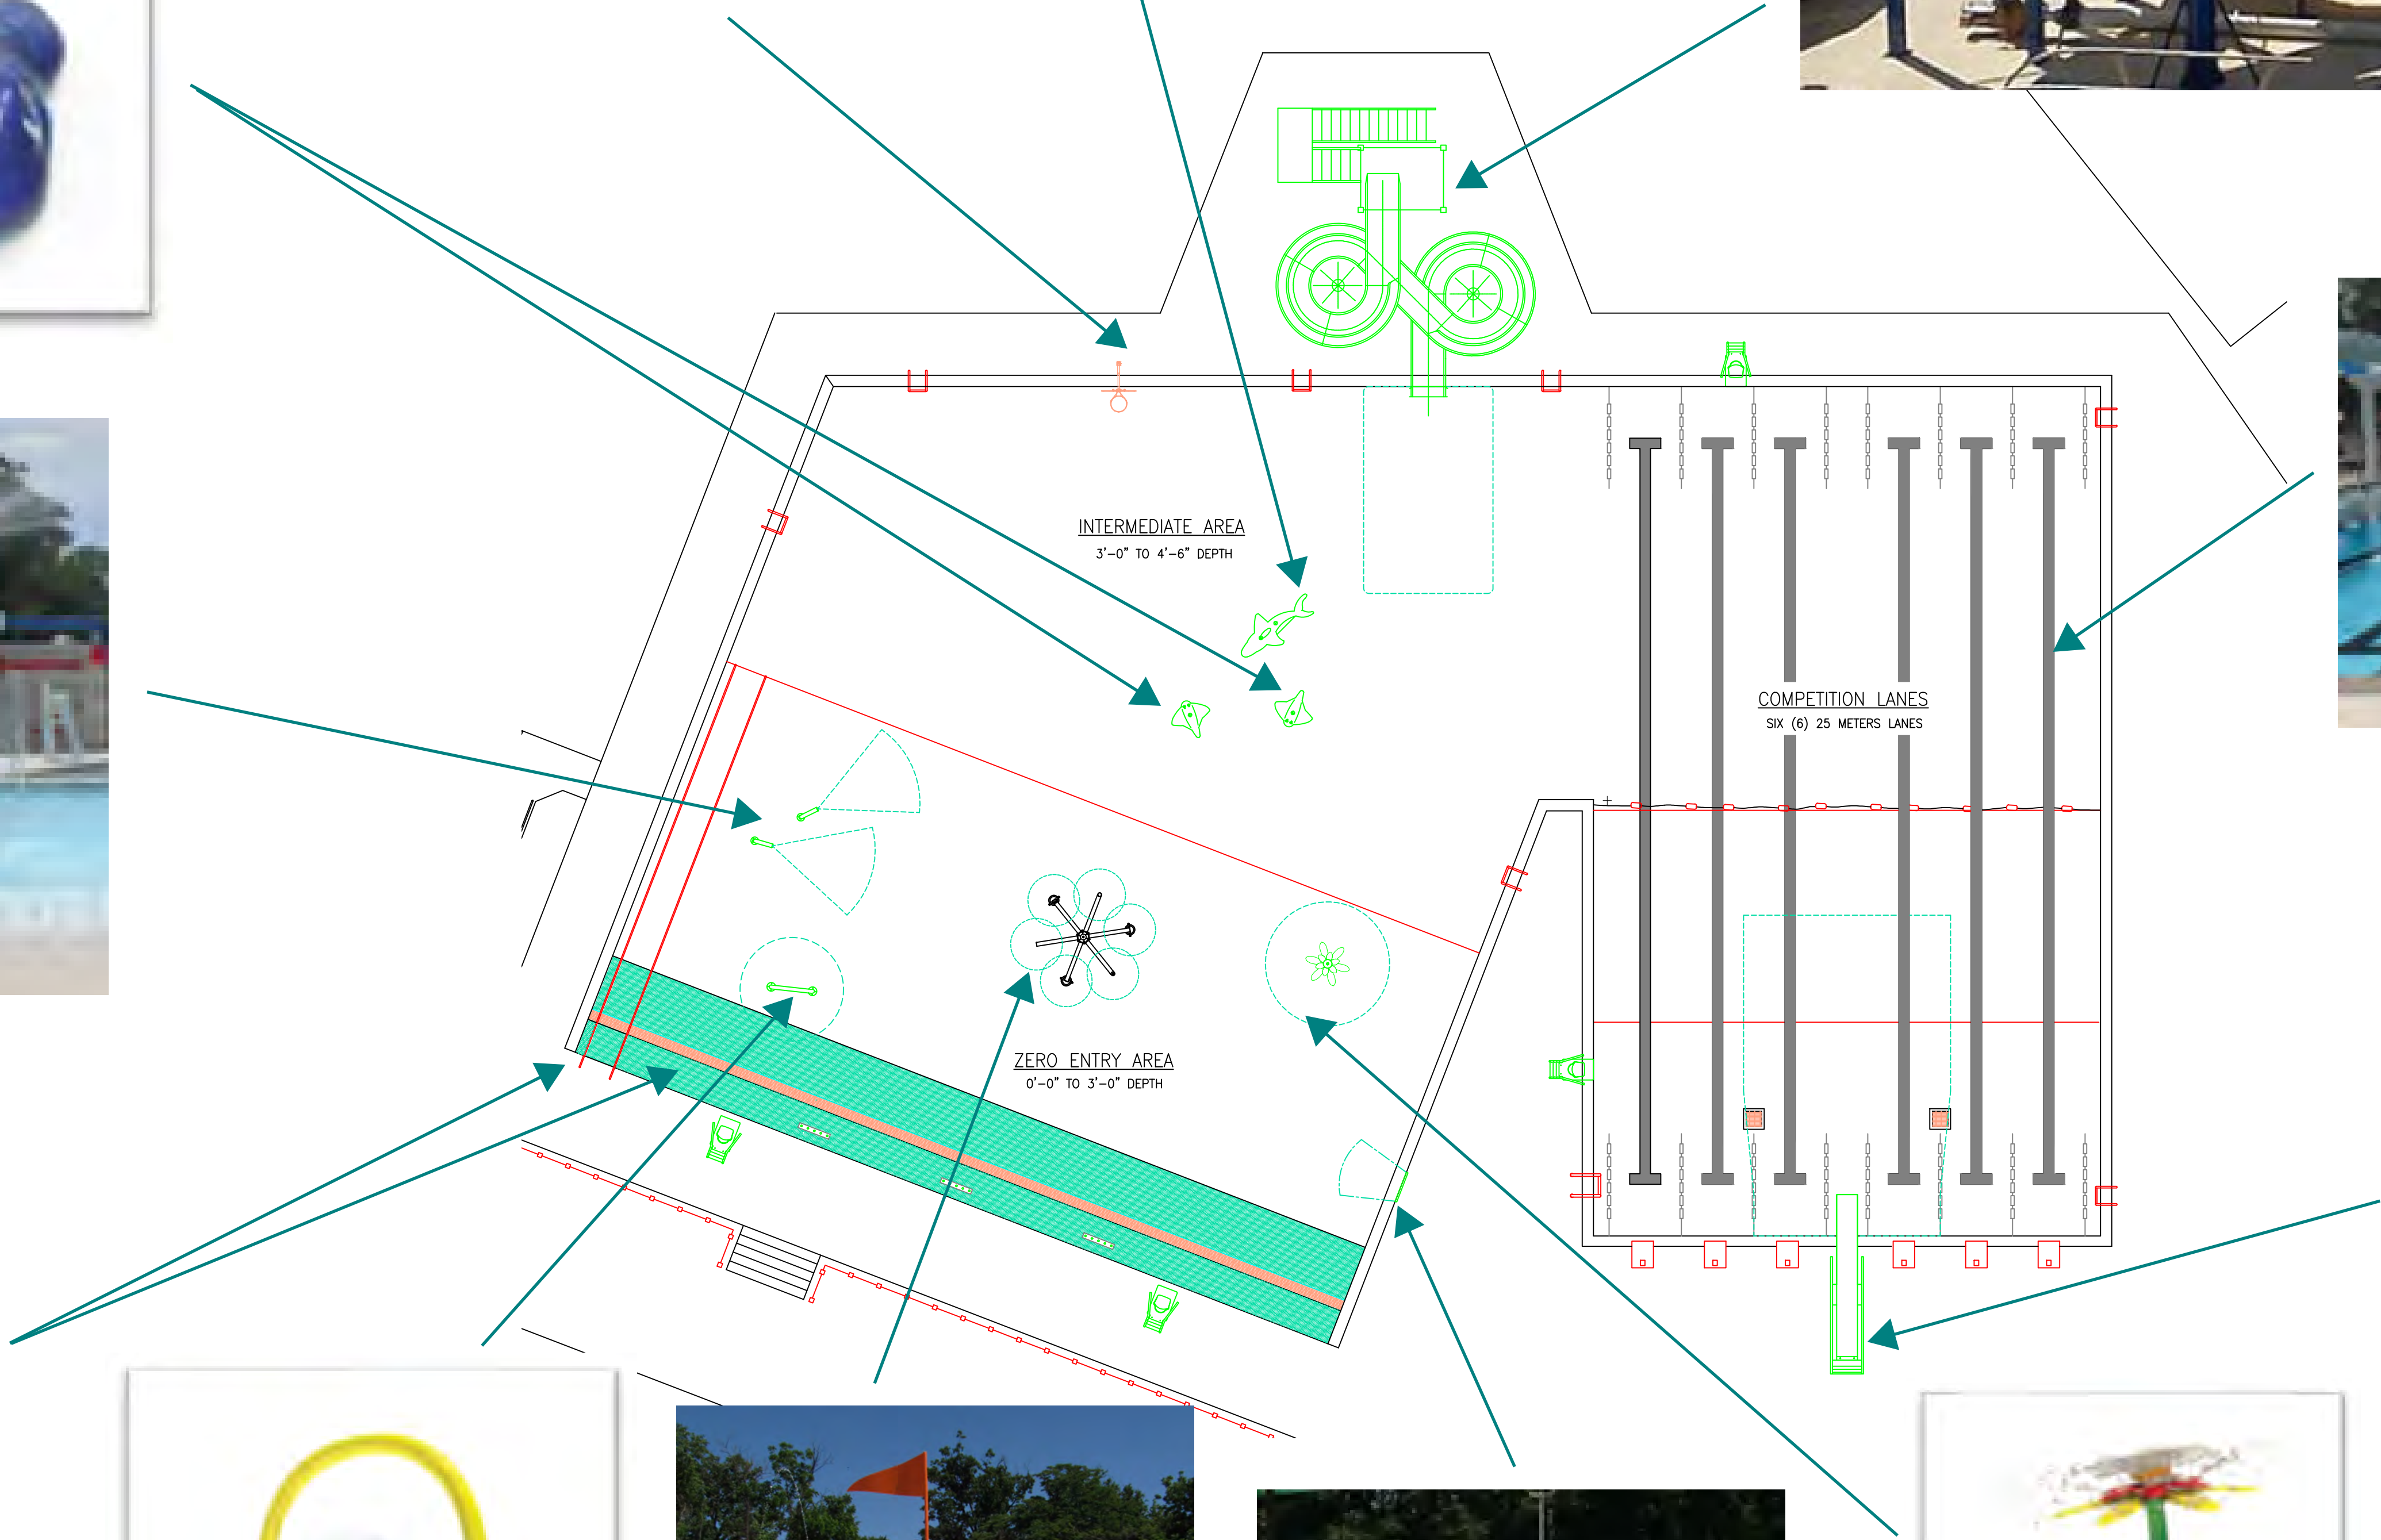 INTERMEDIATE AREA
3'-0" TO 4'-6" DEPTH
COMPETITION LANES
SIX (6) 25 METERS LANES
ZERO ENTRY AREA
0'-0" TO 3'-0" DEPTH